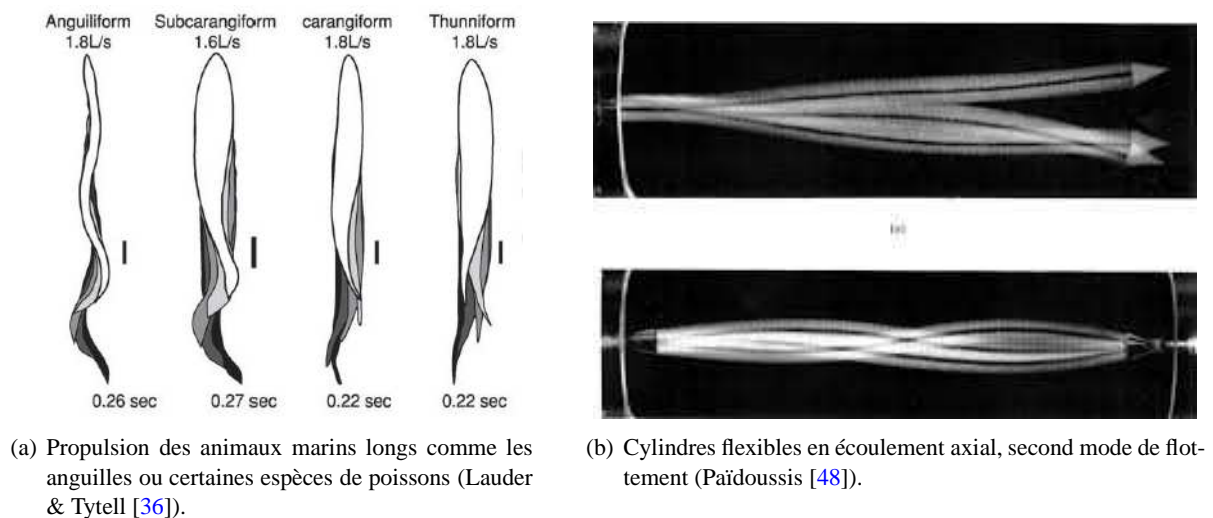 Anguiliform Subcarangiform carangiform Thunniform
1.8L/s 1.6L/s 1.8L/s 1.8L/s
0.26 sec 0.27 sec 0.22 sec 0.22 sec
(a) Propulsion des animaux marins longs comme les
anguilles ou certaines espèces de poissons (Lauder
& Tytell [36]).
(b) Cylindres flexibles en écoulement axial, second mode de flot-
tement (Païdoussis [48]).